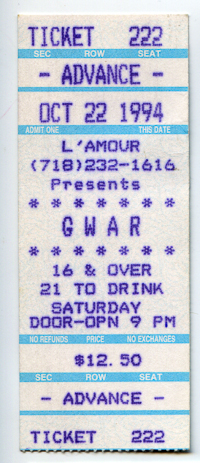 TICKET 222
SEC ROW SEAT
- ADVANCE -
OCT 22 1994
ADMIT ONE THIS DATE
L'AMOUR
(718)232-1616
Presents
* * * * * * *
GWAR
* * * * * * *
16 & OVER
21 TO DRINK
SATURDAY
DOOR-OPN 9 PM
NO REFUNDS PRICE NO EXCHANGES
$12.50
SEC ROW SEAT
- ADVANCE -
TICKET 222